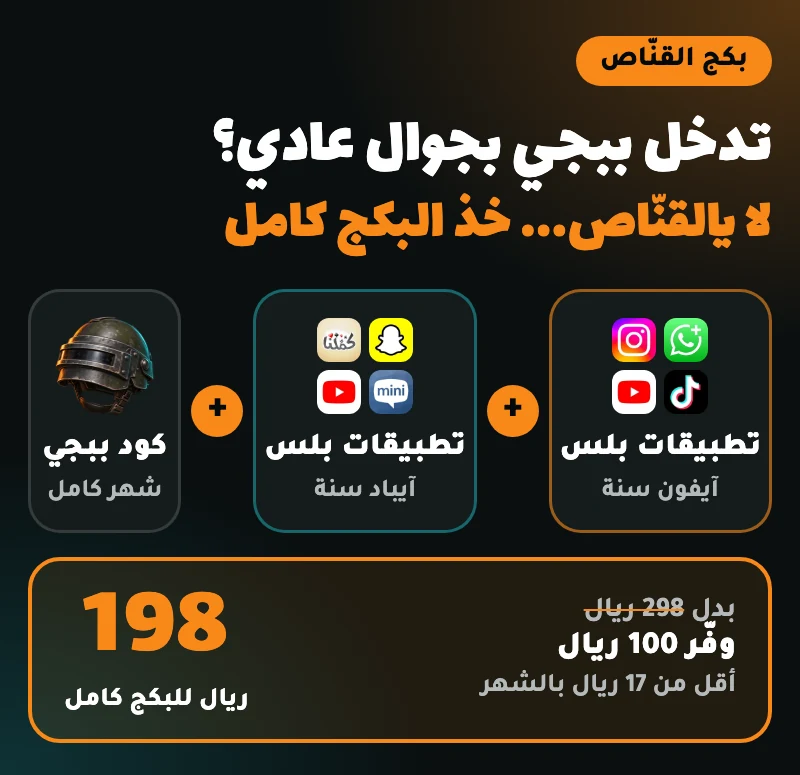 بكج القنّاص
تدخل ببجي بجوال عادي؟
لا يالقنّاص... خذ البكج كامل
تطبيقات بلس
آيفون سنة
+
كفلنا
mini
تطبيقات بلس
آيباد سنة
+
كود ببجي
شهر كامل
بدل 298 ريال
وفّر 100 ريال
أقل من 17 ريال بالشهر
198
ريال للبكج كامل